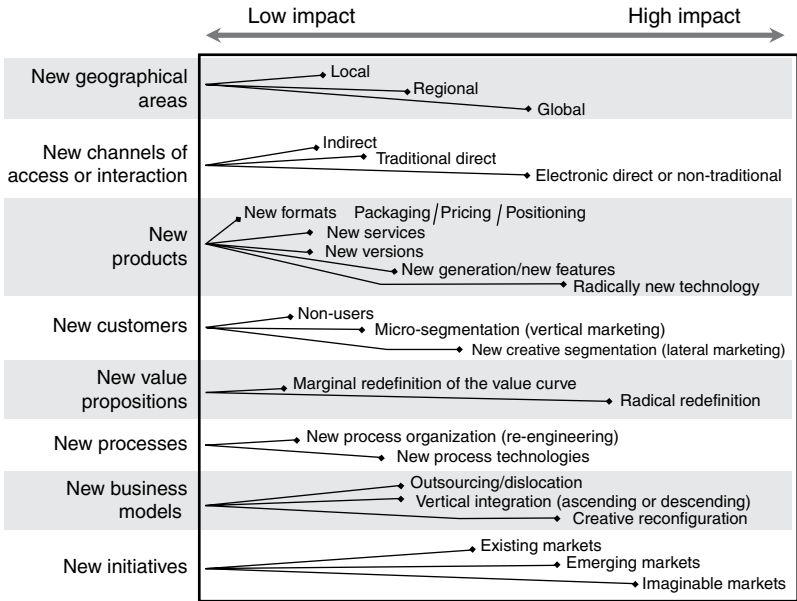 Low impact High impact
New geographical
areas
Local
Regional
Global
New channels of
access or interaction
Indirect
Traditional direct
Electronic direct or non-traditional
New
products
New formats Packaging / Pricing / Positioning
New services
New versions
New generation/new features
Radically new technology
New customers
Non-users
Micro-segmentation (vertical marketing)
New creative segmentation (lateral marketing)
New value
propositions
Marginal redefinition of the value curve
Radical redefinition
New processes
New process organization (re-engineering)
New process technologies
New business
models
Outsourcing/dislocation
Vertical integration (ascending or descending)
Creative reconfiguration
New initiatives
Existing markets
Emerging markets
Imaginable markets